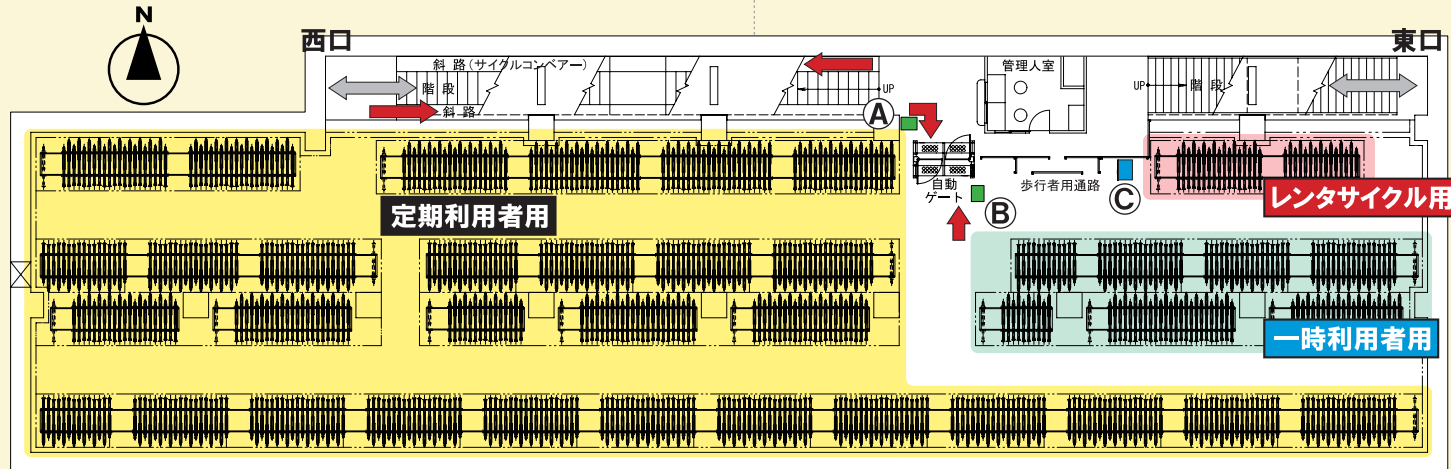 N
西口
東口
斜路(サイクルコンベアー)
階段
斜路
UP
管理人室
UP
階段
A
自動
ゲート
B
歩行者用通路
C
定期利用者用
レンタサイクル用
一時利用者用